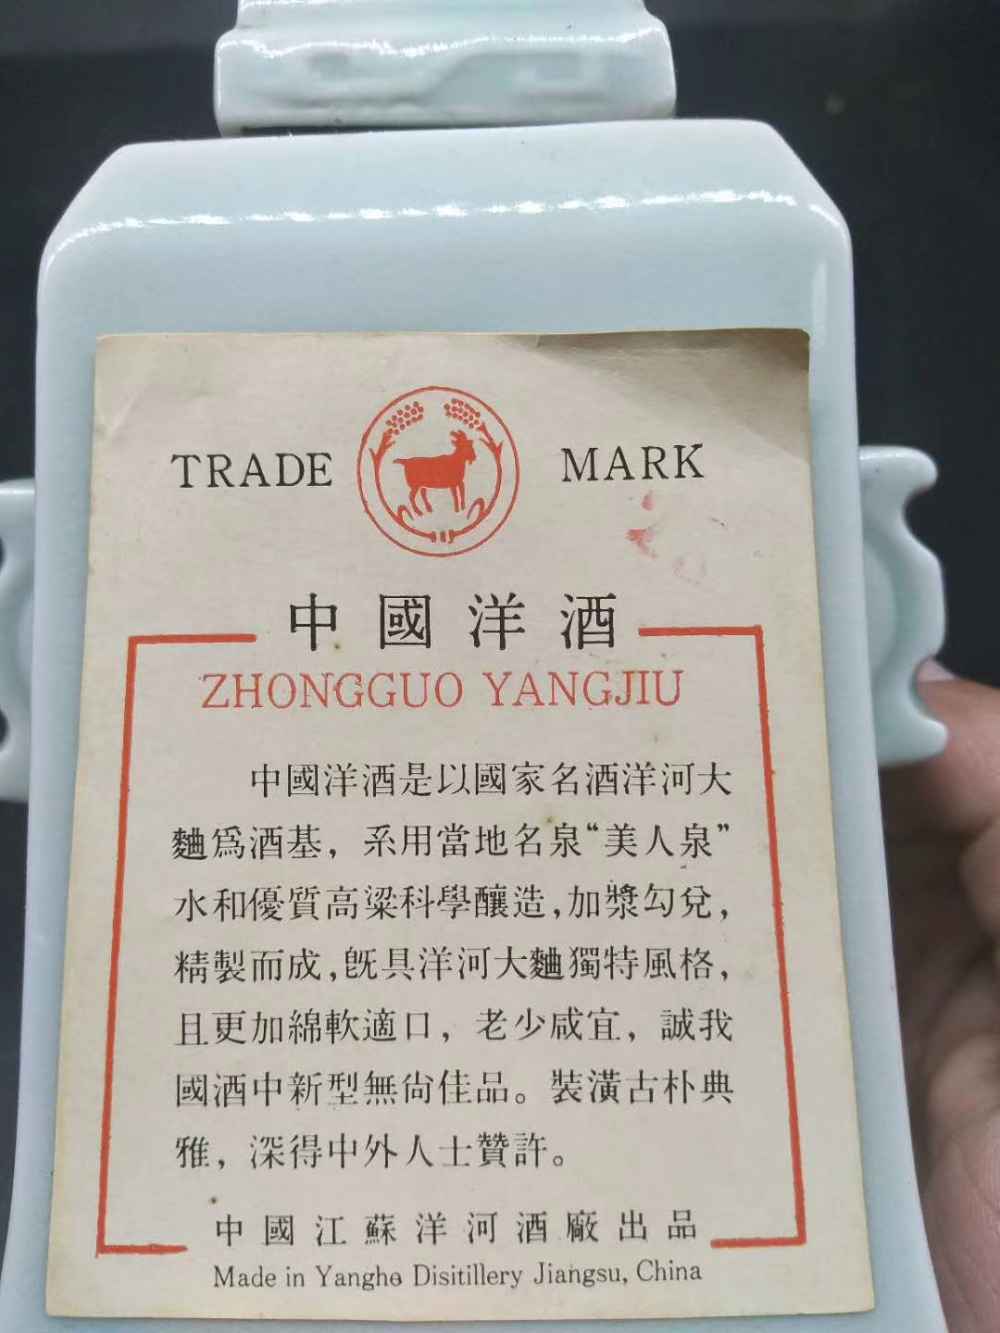 TRADE MARK
中國洋酒
ZHONGGUO YANGJIU
中國洋酒是以國家名酒洋河大
麯爲酒基，系用當地名泉“美人泉”
水和優質高梁科學釀造，加漿勾兌，
精製而成，既具洋河大麯獨特風格，
且更加綿軟適口，老少咸宜，誠我
國酒中新型無尙佳品。裝潢古朴典
雅，深得中外人士贊許。
中國江蘇洋河酒廠出品
Made in Yanghe Disitillery Jiangsu, China